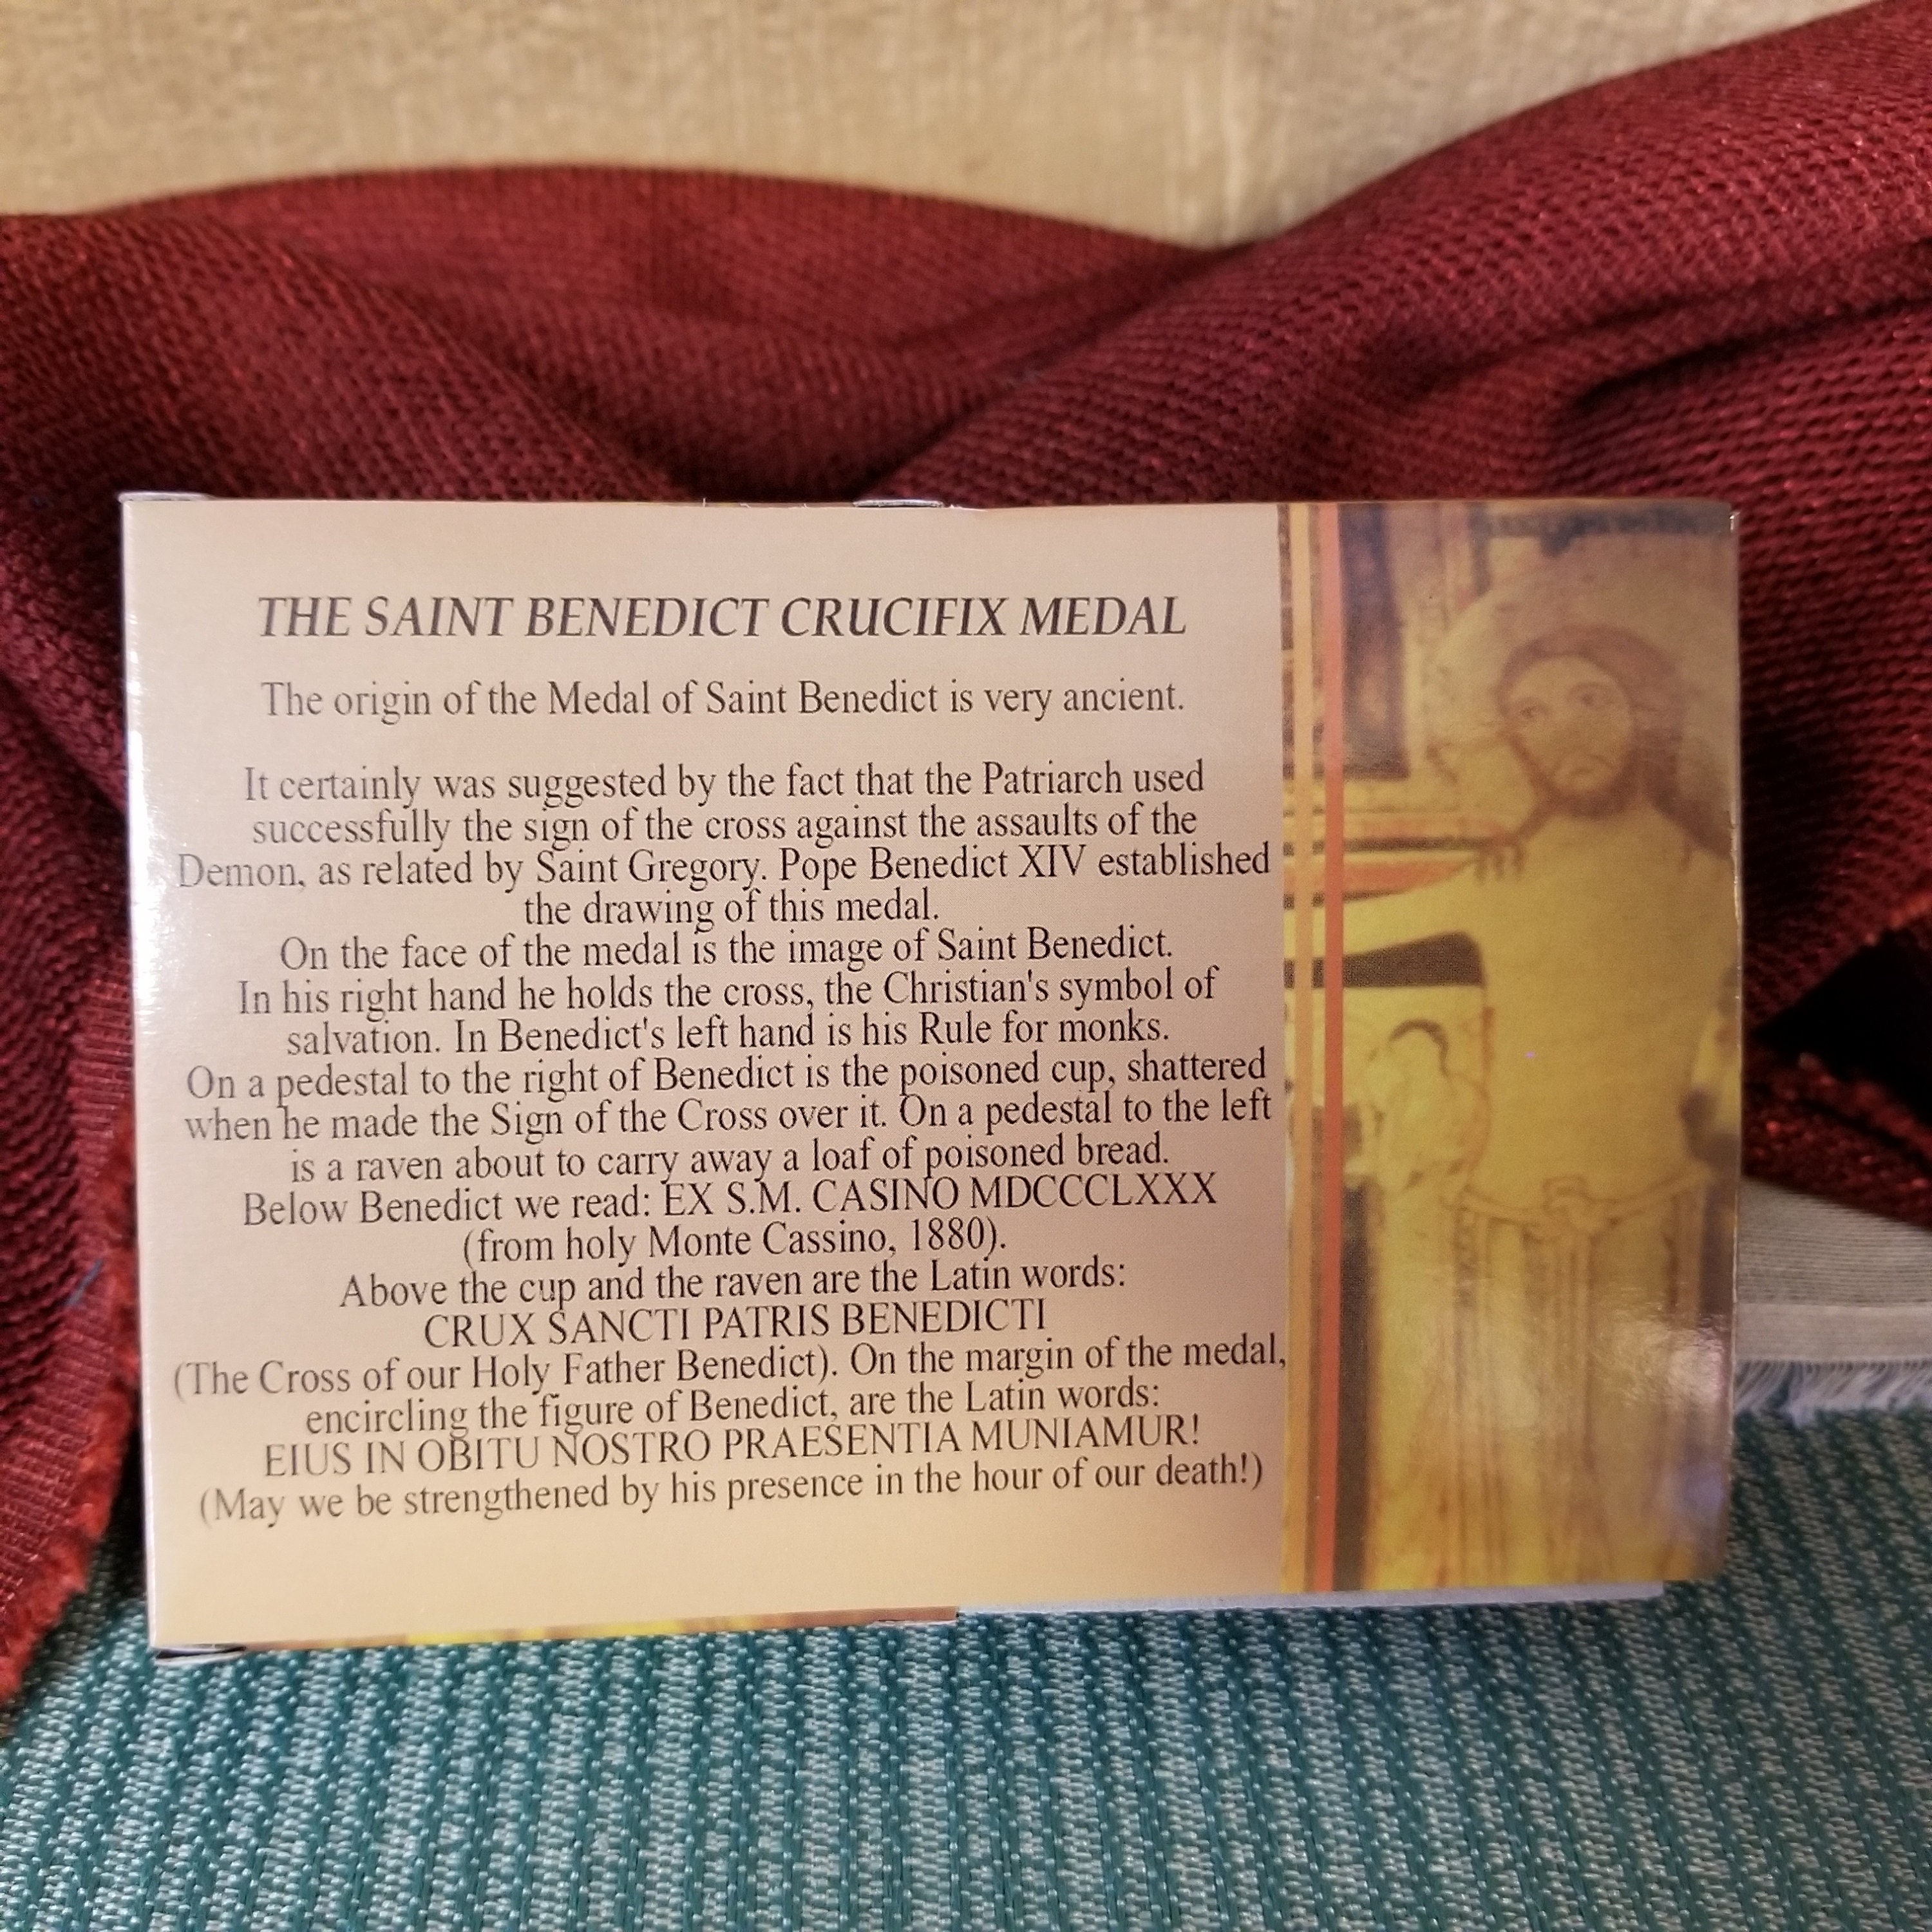 THE SAINT BENEDICT CRUCIFIX MEDAL
The origin of the Medal of Saint Benedict is very ancient.
It certainly was suggested by the fact that the Patriarch used
successfully the sign of the cross against the assaults of the
Demon, as related by Saint Gregory. Pope Benedict XIV established
the drawing of this medal.
On the face of the medal is the image of Saint Benedict.
In his right hand he holds the cross, the Christian's symbol of
salvation. In Benedict's left hand is his Rule for monks.
On a pedestal to the right of Benedict is the poisoned cup, shattered
when he made the Sign of the Cross over it. On a pedestal to the left
is a raven about to carry away a loaf of poisoned bread.
Below Benedict we read: EX S.M. CASINO MDCCCLXXX
(from holy Monte Cassino, 1880).
Above the cup and the raven are the Latin words:
CRUX SANCTI PATRIS BENEDICTI
(The Cross of our Holy Father Benedict). On the margin of the medal,
encircling the figure of Benedict, are the Latin words:
EIUS IN OBITU NOSTRO PRAESENTIA MUNIAMUR!
(May we be strengthened by his presence in the hour of our death!)